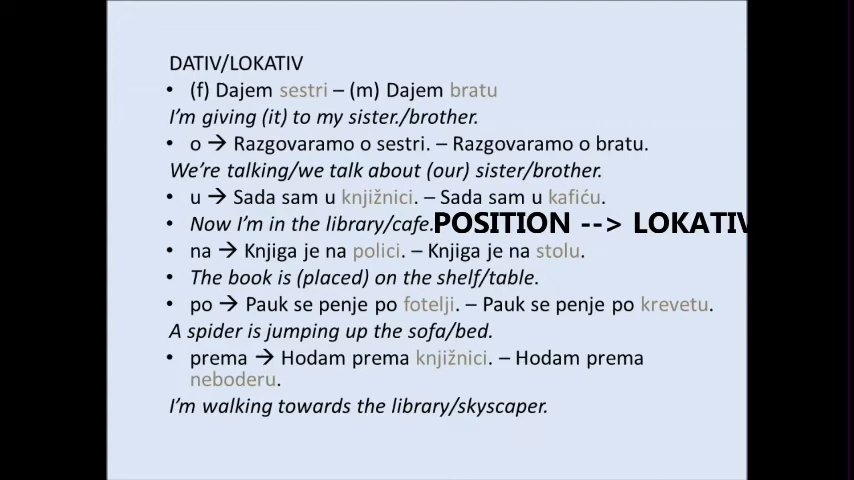 DATIV/LOKATIV
• (f) Dajem sestri – (m) Dajem bratu
I'm giving (it) to my sister./brother.
• o → Razgovaramo o sestri. – Razgovaramo o bratu.
We're talking/we talk about (our) sister/brother.
• u → Sada sam u knjižnici. – Sada sam u kafiću.
• Now I'm in the library/cafe. POSITION --> LOKATIV
• na → Knjiga je na polici. – Knjiga je na stolu.
• The book is (placed) on the shelf/table.
• po → Pauk se penje po fotelji. – Pauk se penje po krevetu.
A spider is jumping up the sofa/bed.
• prema → Hodam prema knjižnici. – Hodam prema
neboderu.
I'm walking towards the library/skyscaper.